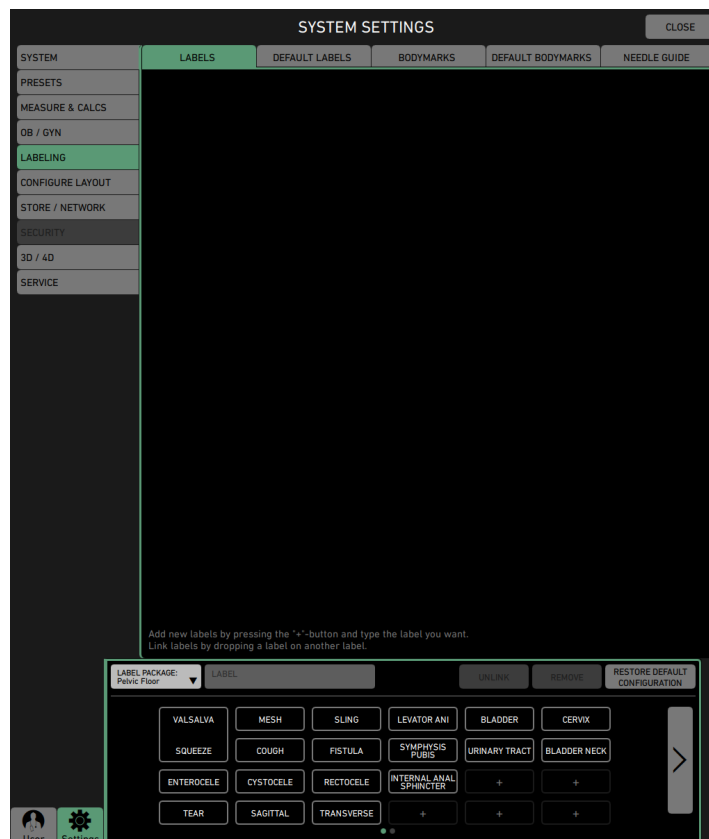 SYSTEM SETTINGS
CLOSE
SYSTEM
PRESETS
MEASURE & CALCS
OB / GYN
LABELING
CONFIGURE LAYOUT
STORE / NETWORK
SECURITY
3D / 4D
SERVICE
LABELS
DEFAULT LABELS
BODYMARKS
DEFAULT BODYMARKS
NEEDLE GUIDE
Add new labels by pressing the "+"-button and type the label you want.
Link labels by dropping a label on another label.
LABEL PACKAGE:
Pelvic Floor
LABEL
UNLINK
REMOVE
RESTORE DEFAULT
CONFIGURATION
VALSALVA
MESH
SLING
LEVATOR ANI
BLADDER
CERVIX
SQUEEZE
COUGH
FISTULA
SYMPHYSIS
PUBIS
URINARY TRACT
BLADDER NECK
ENTEROCELE
CYSTOCELE
RECTOCELE
INTERNAL ANAL
SPHINCTER
+
+
TEAR
SAGITTAL
TRANSVERSE
+
+
+
Settings